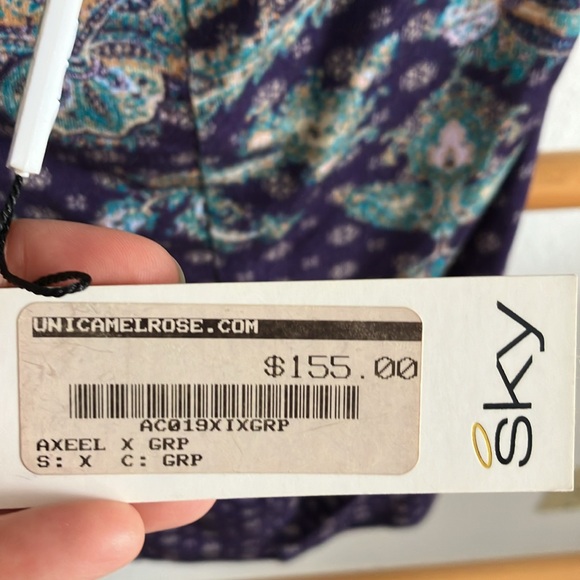 UNICAMELROSE.COM
$155.00
AC019XIXGRP
AXEEL X GRP
S: X C: GRP
sky